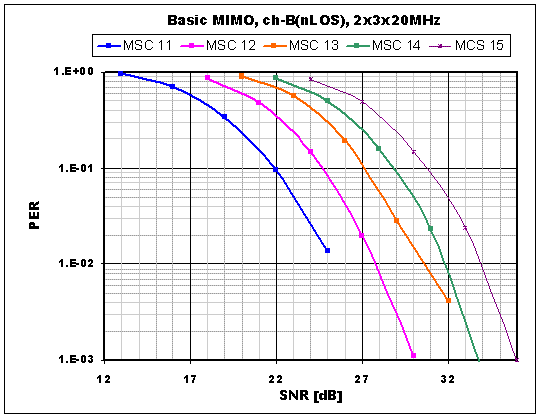 Basic MIMO, ch-B(nLOS), 2x3x20MHz
MSC 11 MSC 12 MSC 13 MSC 14 MCS 15
1.E+00
1.E-01
1.E-02
1.E-03
PER
12 17 22 27 32
SNR [dB]